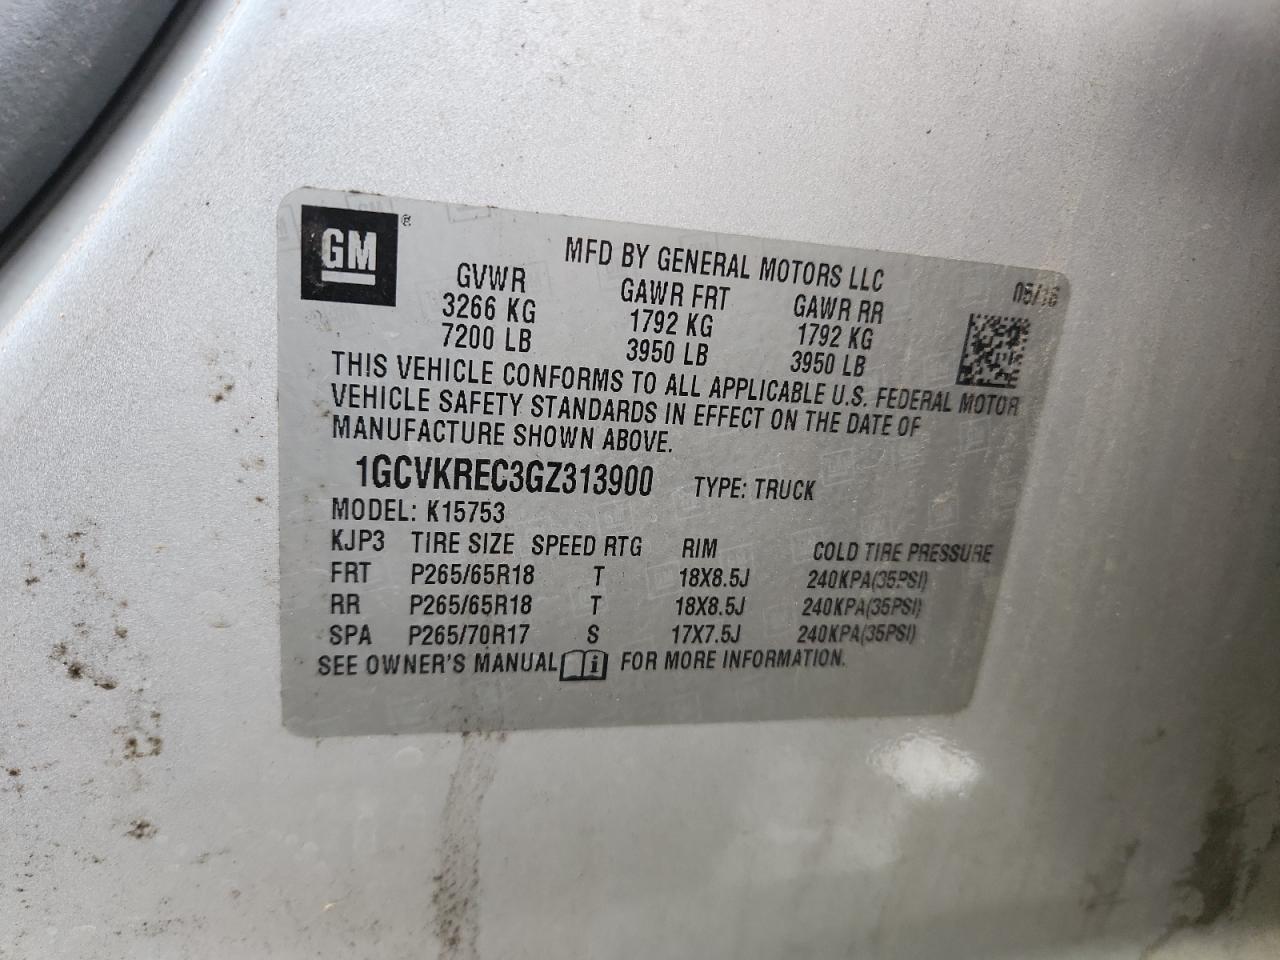 GM ®
MFD BY GENERAL MOTORS LLC
05/16
GVWR GAWR FRT GAWR RR
3266 KG 1792 KG 1792 KG
7200 LB 3950 LB 3950 LB
THIS VEHICLE CONFORMS TO ALL APPLICABLE U.S. FEDERAL MOTOR
VEHICLE SAFETY STANDARDS IN EFFECT ON THE DATE OF
MANUFACTURE SHOWN ABOVE.
1GCVKREC3GZ313900 TYPE: TRUCK
MODEL: K15753
KJP3 TIRE SIZE SPEED RTG RIM COLD TIRE PRESSURE
FRT P265/65R18 T 18X8.5J 240KPA(35PSI)
RR P265/65R18 T 18X8.5J 240KPA(35PSI)
SPA P265/70R17 S 17X7.5J 240KPA(35PSI)
SEE OWNER'S MANUAL i FOR MORE INFORMATION.